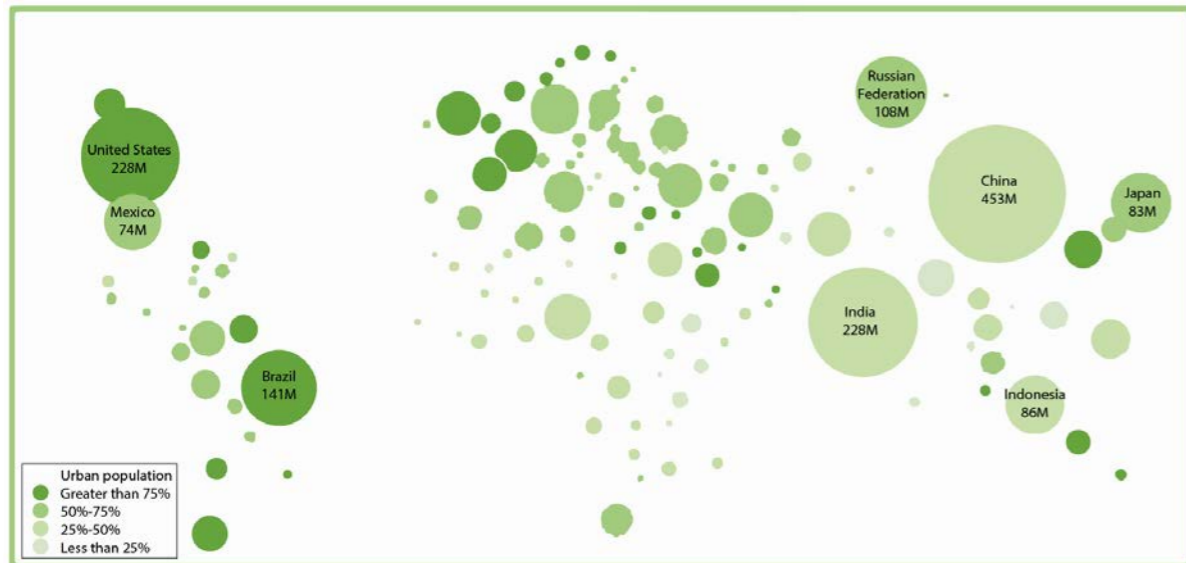 Russian
Federation
108M
United States
228M
China
453M
Japan
83M
Mexico
74M
India
228M
Brazil
141M
Indonesia
86M
Urban population
Greater than 75%
50%-75%
25%-50%
Less than 25%